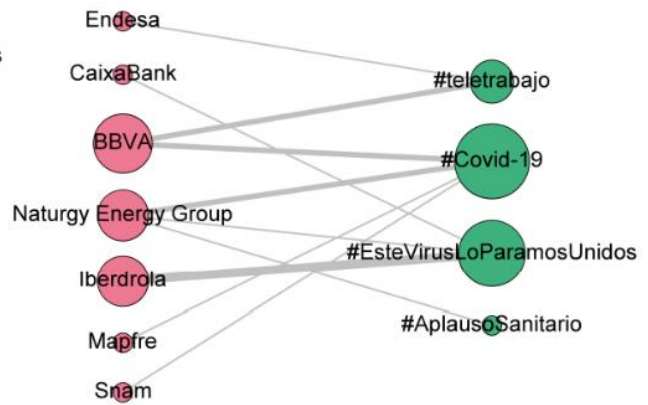 Endesa
s
CaixaBank
BBVA
Naturgy Energy Group
Iberdrola
Mapfre
Snam
#teletrabajo
#Covid-19
#EsteVirusLoParamosUnidos
#AplausoSanitario